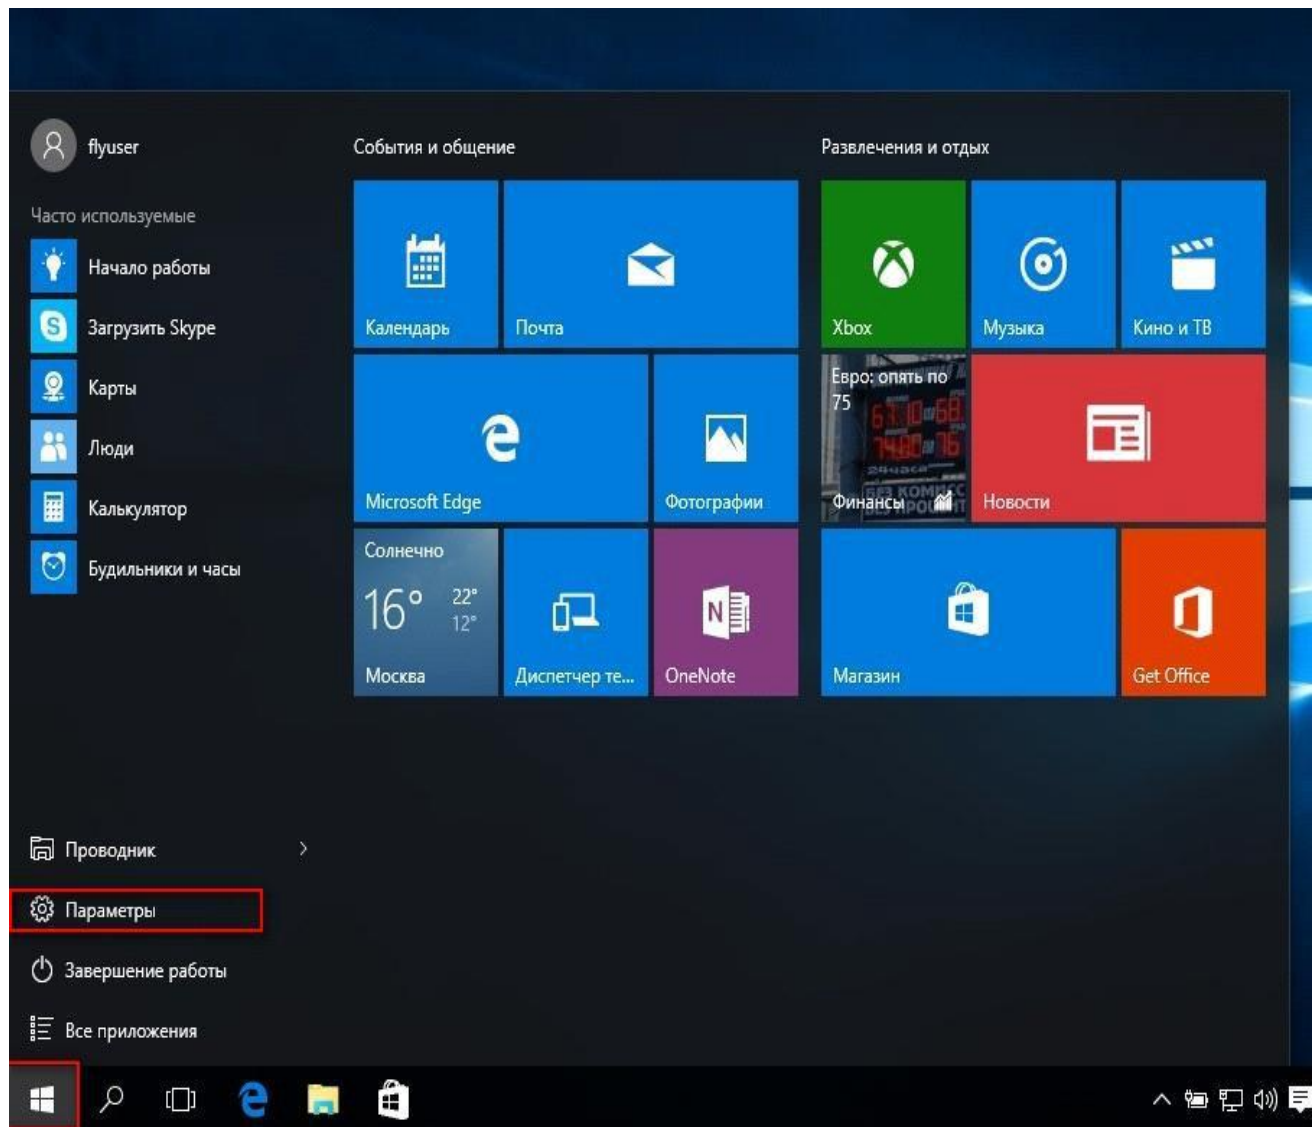 flyuser
Часто используемые
Начало работы
Загрузить Skype
Карты
Люди
Калькулятор
Будильники и часы
Проводник
Параметры
Завершение работы
Все приложения
События и общение
Календарь
Почта
Microsoft Edge
Фотографии
Солнечно
16° 22°
12°
Москва
Диспетчер те...
OneNote
Развлечения и отдых
Xbox
Музыка
Кино и ТВ
Евро: опять по
75
24 часа
Финансы
Новости
Магазин
Get Office